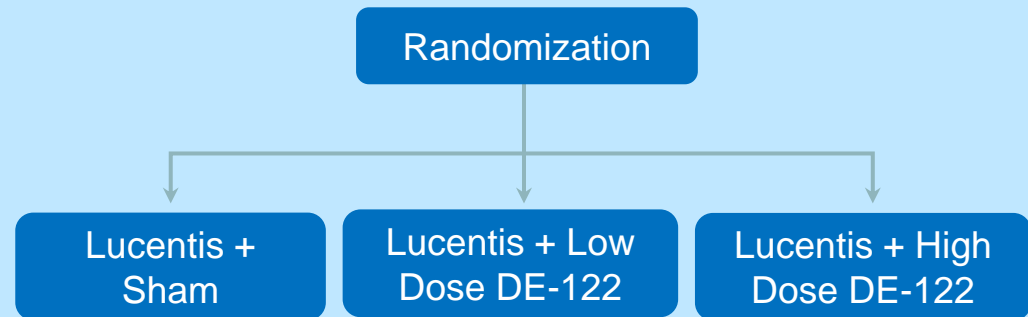 Randomization
Lucentis +
Sham
Lucentis + Low
Dose DE-122
Lucentis + High
Dose DE-122